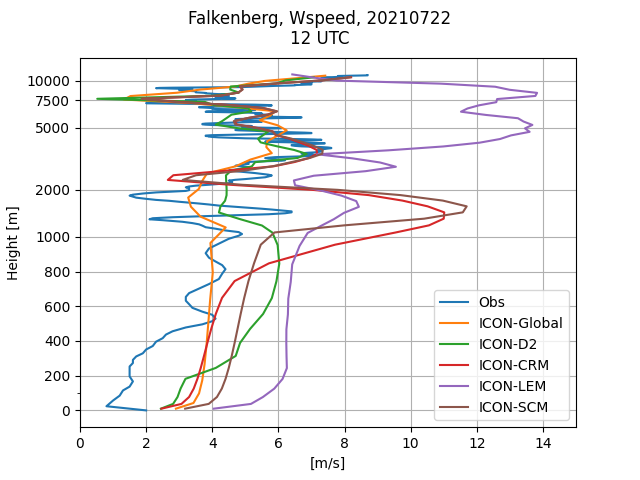 Falkenberg, Wspeed, 20210722
12 UTC
10000
7500
5000
2000
1000
800
600
400
200
0
Height [m]
Obs
ICON-Global
ICON-D2
ICON-CRM
ICON-LEM
ICON-SCM
0 2 4 6 8 10 12 14
[m/s]